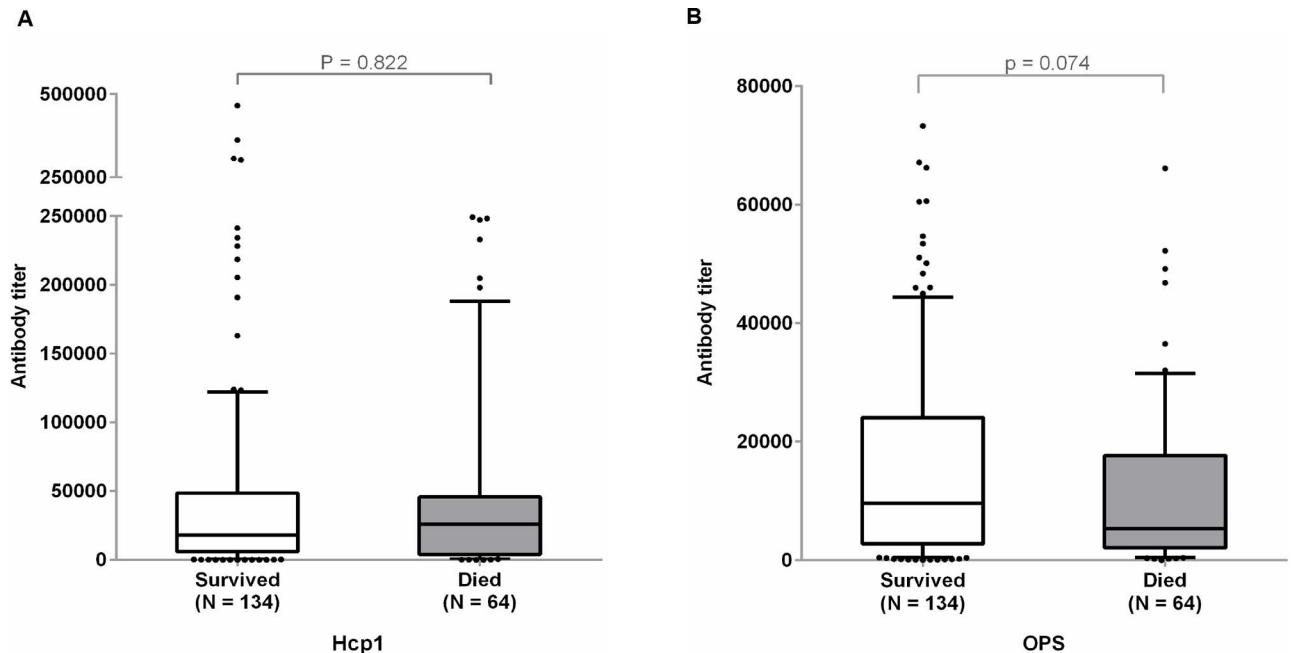 A
P = 0.822
500000
250000
250000
200000
150000
100000
50000
0
Antibody titer
Survived
(N = 134)
Died
(N = 64)
Hcp1
B
p = 0.074
80000
60000
40000
20000
0
Antibody titer
Survived
(N = 134)
Died
(N = 64)
OPS